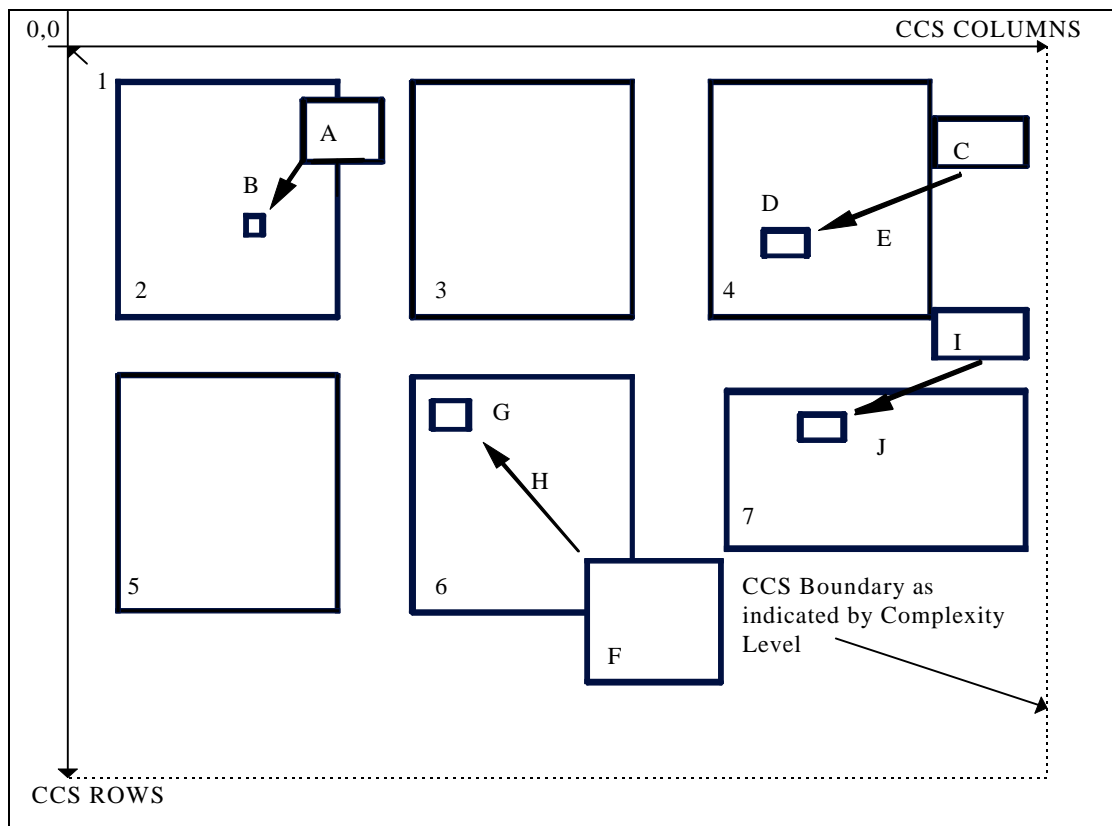 0,0
CCS COLUMNS
1
A
C
B
D
E
2
3
4
I
G
J
H
7
5
6
CCS Boundary as
indicated by Complexity
Level
F
CCS ROWS